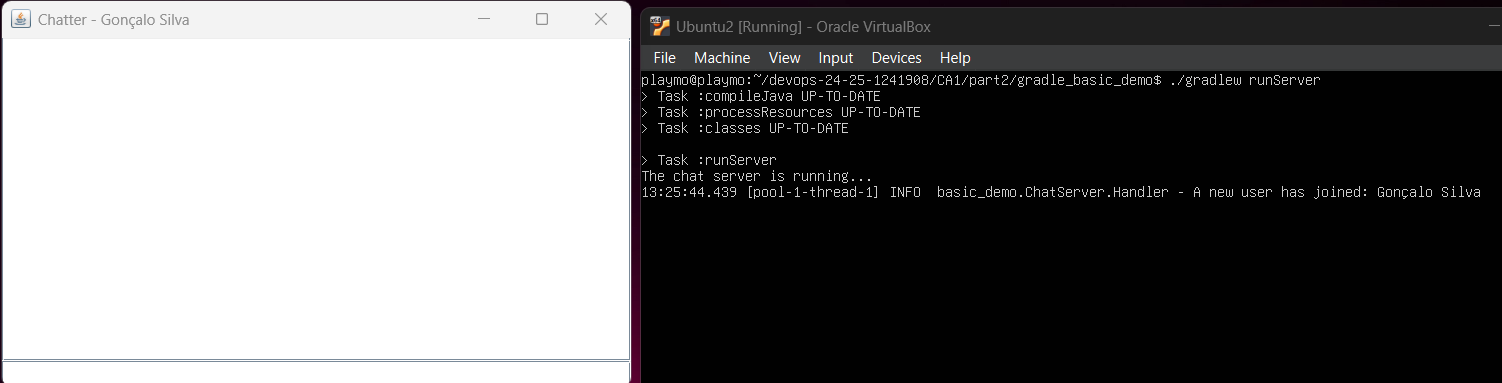 Chatter - Gonçalo Silva
Ubuntu2 [Running] - Oracle VirtualBox
File Machine View Input Devices Help
playmo@playmo:~/devops-24-25-1241908/CA1/part2/gradle_basic_demo$ ./gradlew runServer
> Task :compileJava UP-TO-DATE
> Task :processResources UP-TO-DATE
> Task :classes UP-TO-DATE
> Task :runServer
The chat server is running...
13:25:44.439 [pool-1-thread-1] INFO  basic_demo.ChatServer.Handler - A new user has joined: Gonçalo Silva